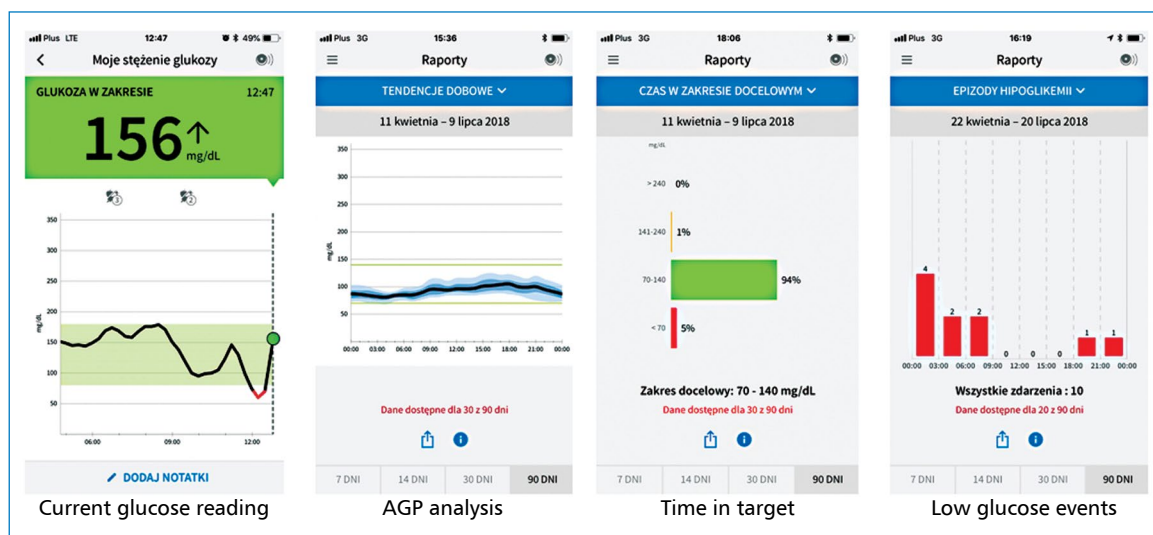 Plus LTE 12:47 49%
Moje stężenie glukozy
GLUKOZA W ZAKRESIE 12:47
156
mg/dL
3 2
350
300
250
200
150
100
50
mg/dL
06:00 09:00 12:00
DODAJ NOTATKI
Current glucose reading
Plus 3G 15:36
Raporty
TENDENCJE DOBOWE
11 kwietnia – 9 lipca 2018
350
300
250
200
150
100
50
mg/dL
00:00 03:00 06:00 09:00 12:00 15:00 18:00 21:00 00:00
Dane dostępne dla 30 z 90 dni
7 DNI 14 DNI 30 DNI 90 DNI
AGP analysis
Plus 3G 18:06
Raporty
CZAS W ZAKRESIE DOCELOWYM
11 kwietnia – 9 lipca 2018
mg/dL
> 240 0%
141-240 1%
70-140 94%
< 70 5%
Zakres docelowy: 70 - 140 mg/dL
Dane dostępne dla 30 z 90 dni
7 DNI 14 DNI 30 DNI 90 DNI
Time in target
Plus 3G 16:19
Raporty
EPIZODY HIPOGLIKEMII
22 kwietnia – 20 lipca 2018
4 2 2 0 0 0 1 1
00:00 03:00 06:00 09:00 12:00 15:00 18:00 21:00 00:00
Wszystkie zdarzenia : 10
Dane dostępne dla 20 z 90 dni
7 DNI 14 DNI 30 DNI 90 DNI
Low glucose events